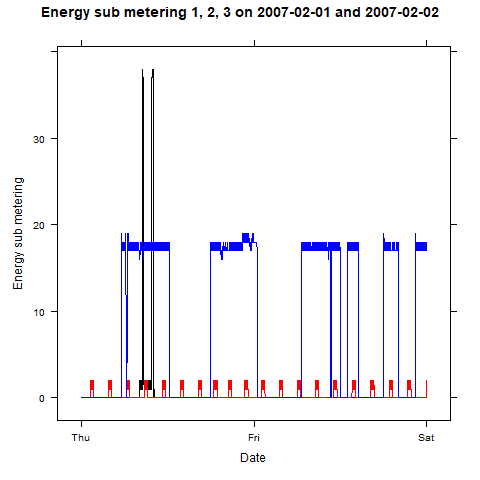 Energy sub metering 1, 2, 3 on 2007-02-01 and 2007-02-02
30
20
10
0
Energy sub metering
Thu
Fri
Sat
Date